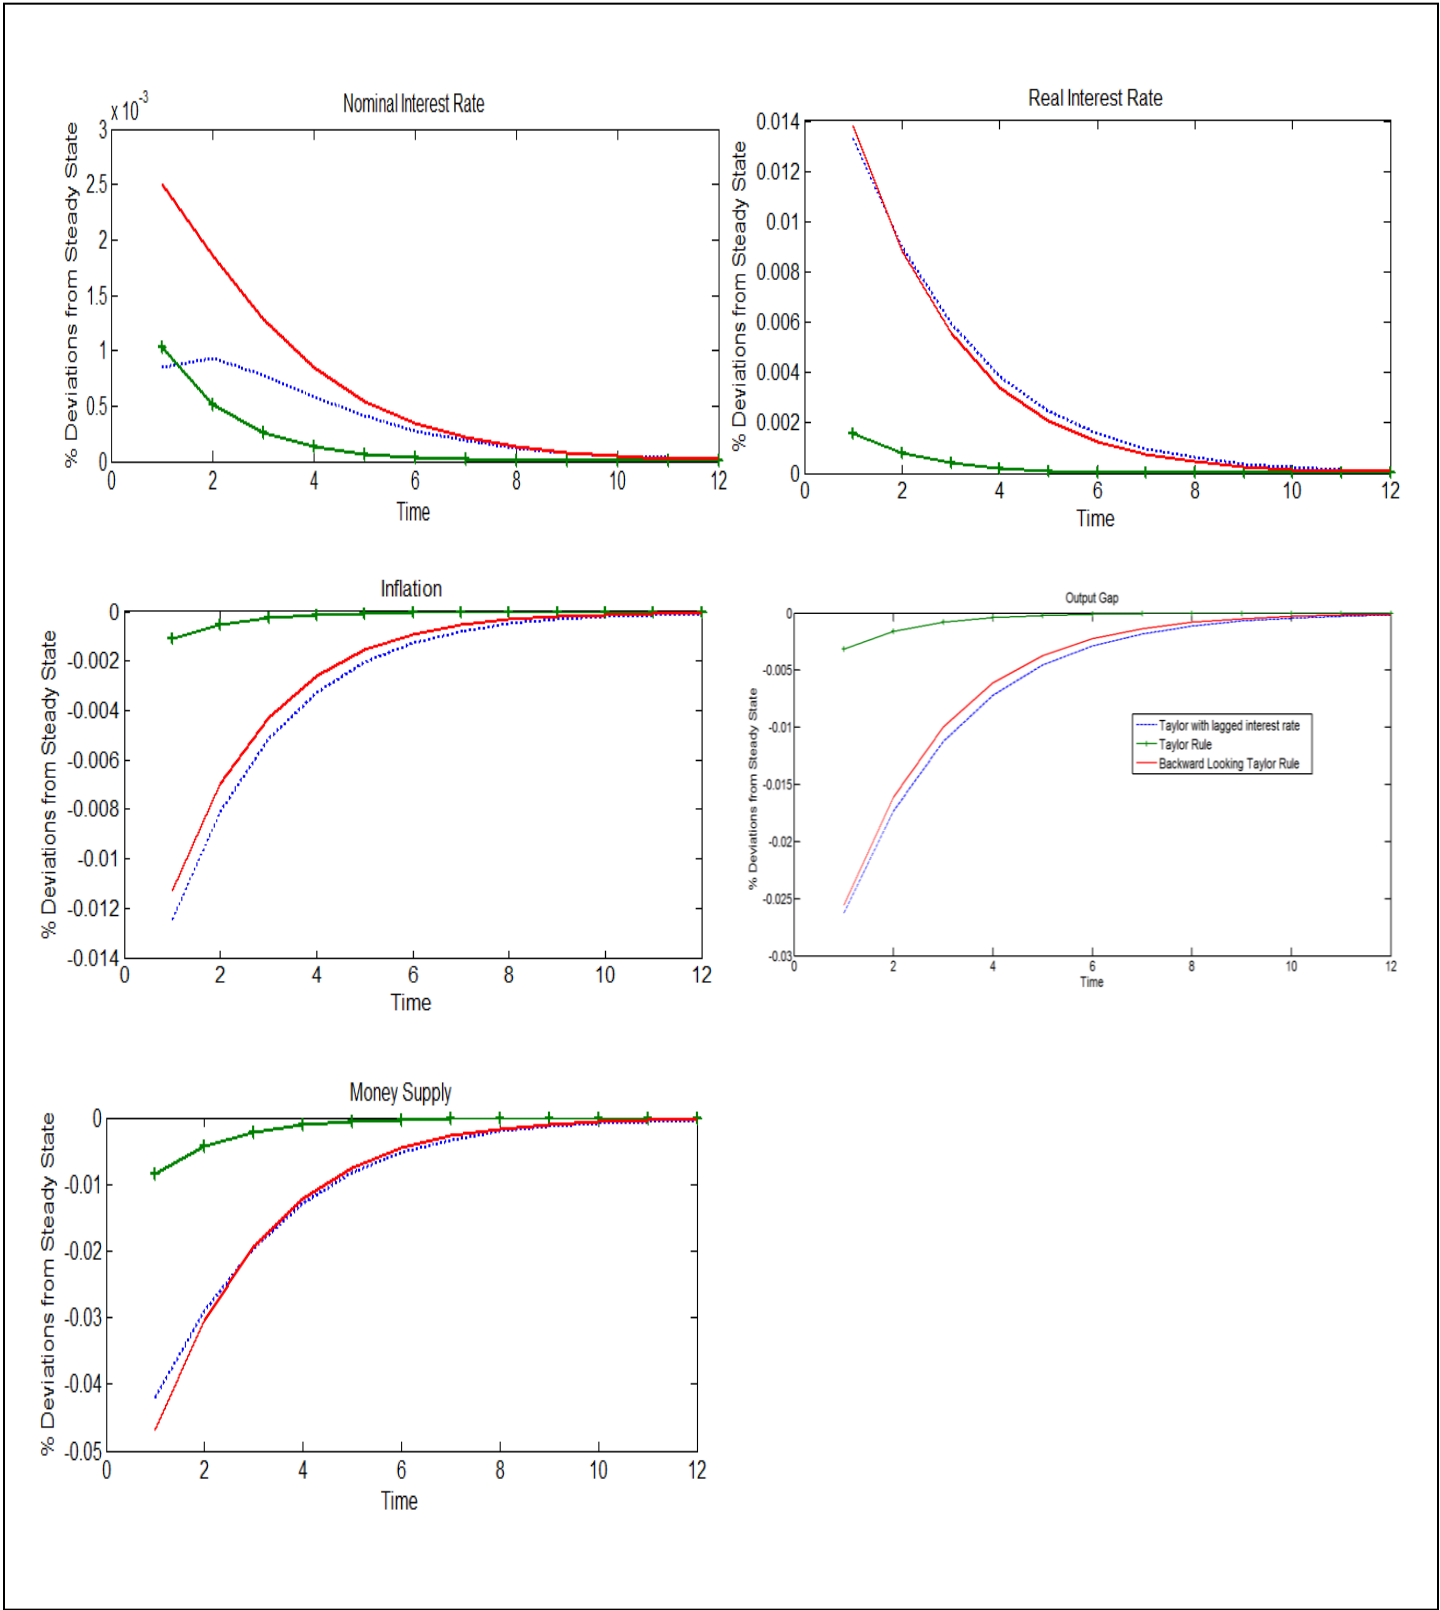 Nominal Interest Rate
x 10^-3
% Deviations from Steady State
3
2.5
2
1.5
1
0.5
0
0 2 4 6 8 10 12
Time
Real Interest Rate
% Deviations from Steady State
0.014
0.012
0.01
0.008
0.006
0.004
0.002
0
0 2 4 6 8 10 12
Time
Inflation
% Deviations from Steady State
0
-0.002
-0.004
-0.006
-0.008
-0.01
-0.012
-0.014
0 2 4 6 8 10 12
Time
Output Gap
% Deviations from Steady State
0
-0.005
-0.01
-0.015
-0.02
-0.025
-0.03
0 2 4 6 8 10 12
Time
Taylor with lagged interest rate
Taylor Rule
Backward Looking Taylor Rule
Money Supply
% Deviations from Steady State
0
-0.01
-0.02
-0.03
-0.04
-0.05
0 2 4 6 8 10 12
Time